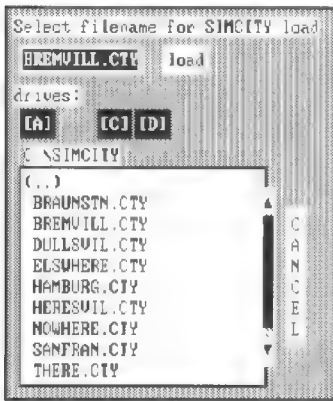 Select filename for SIMCITY load
BREMVILL.CTY load
drives:
[A] [C] [D]
C \SIMCITY
(..)
BRAUNSTN.CTY
BREMVILL.CTY
DULLSVIL.CTY
ELSWHERE.CTY
HAMBURG.CTY
HERESVIL.CTY
NOWHERE.CTY
SANFRAN.CTY
THERE.CTY
CANCEL